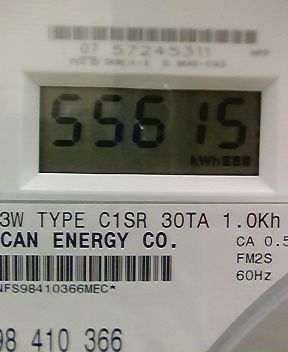 07 57245311
55615
kWh
3W TYPE C1SR 30TA 1.0Kh
CAN ENERGY CO.
CA 0.5
FM2S
60Hz
NFS98410366MEC*
98 410 366